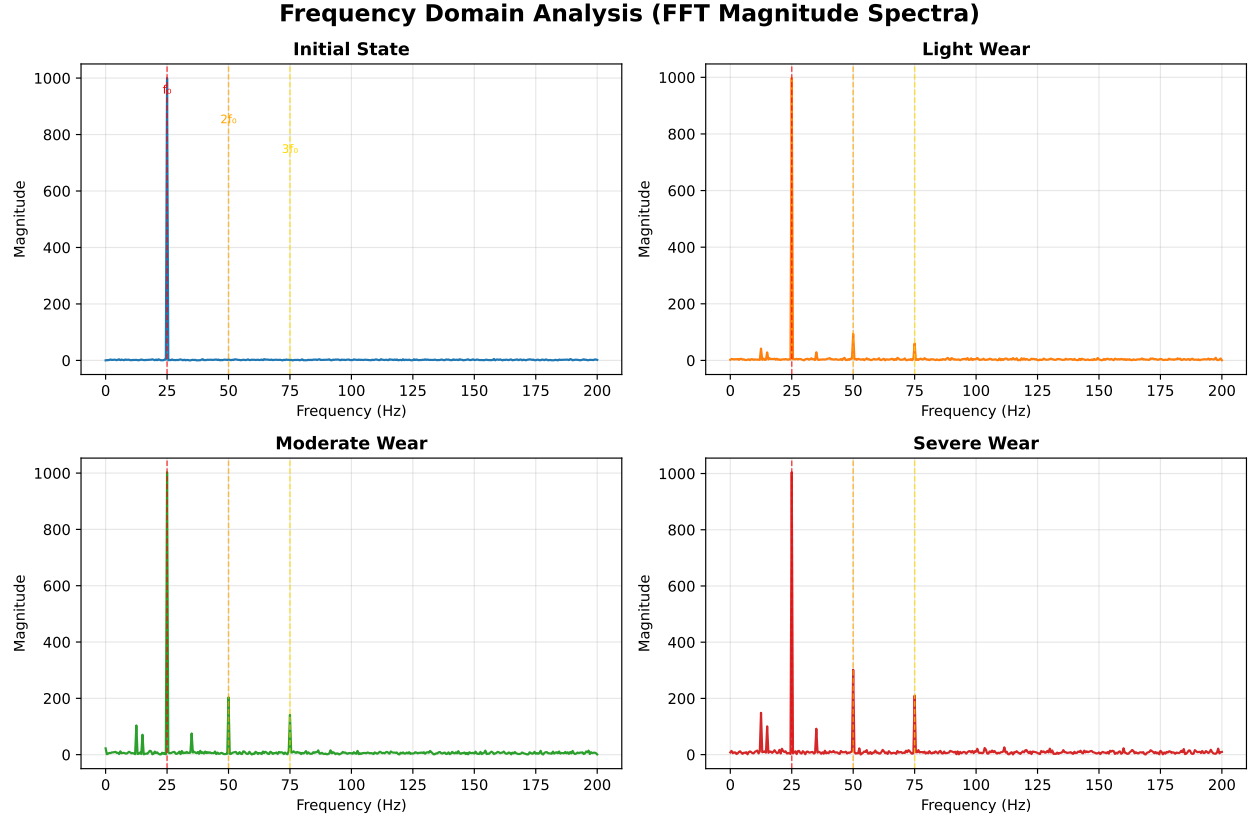 Frequency Domain Analysis (FFT Magnitude Spectra)
Initial State
1000
800
600
400
200
0
Magnitude
f₀
2f₀
3f₀
0 25 50 75 100 125 150 175 200
Frequency (Hz)
Light Wear
1000
800
600
400
200
0
Magnitude
0 25 50 75 100 125 150 175 200
Frequency (Hz)
Moderate Wear
1000
800
600
400
200
0
Magnitude
0 25 50 75 100 125 150 175 200
Frequency (Hz)
Severe Wear
1000
800
600
400
200
0
Magnitude
0 25 50 75 100 125 150 175 200
Frequency (Hz)